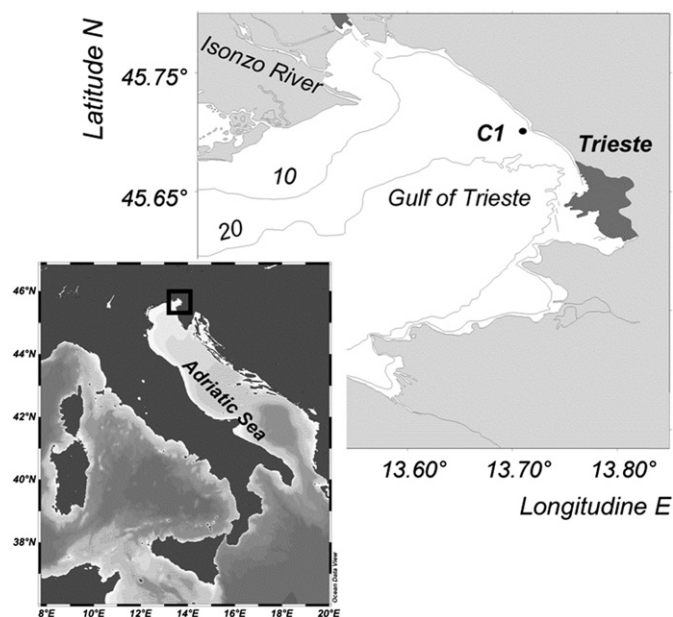 Latitude N
45.75°
45.65°
Isonzo River
C1
Trieste
10
Gulf of Trieste
20
13.60°
13.70°
13.80°
Longitudine E
46°N
44°N
42°N
40°N
38°N
Adriatic Sea
Ocean Data View
8°E
10°E
12°E
14°E
16°E
18°E
20°E